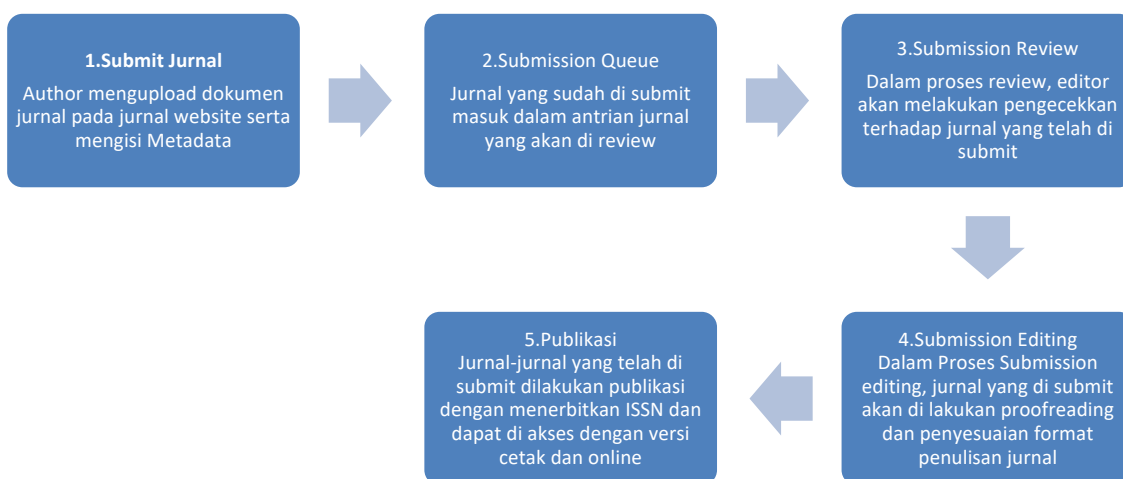 1.Submit Jurnal
Author mengupload dokumen
jurnal pada jurnal website serta
mengisi Metadata
2.Submission Queue
Jurnal yang sudah di submit
masuk dalam antrian jurnal
yang akan di review
3.Submission Review
Dalam proses review, editor
akan melakukan pengecekkan
terhadap jurnal yang telah di
submit
4.Submission Editing
Dalam Proses Submission
editing, jurnal yang di submit
akan di lakukan proofreading
dan penyesuaian format
penulisan jurnal
5.Publikasi
Jurnal-jurnal yang telah di
submit dilakukan publikasi
dengan menerbitkan ISSN dan
dapat di akses dengan versi
cetak dan online